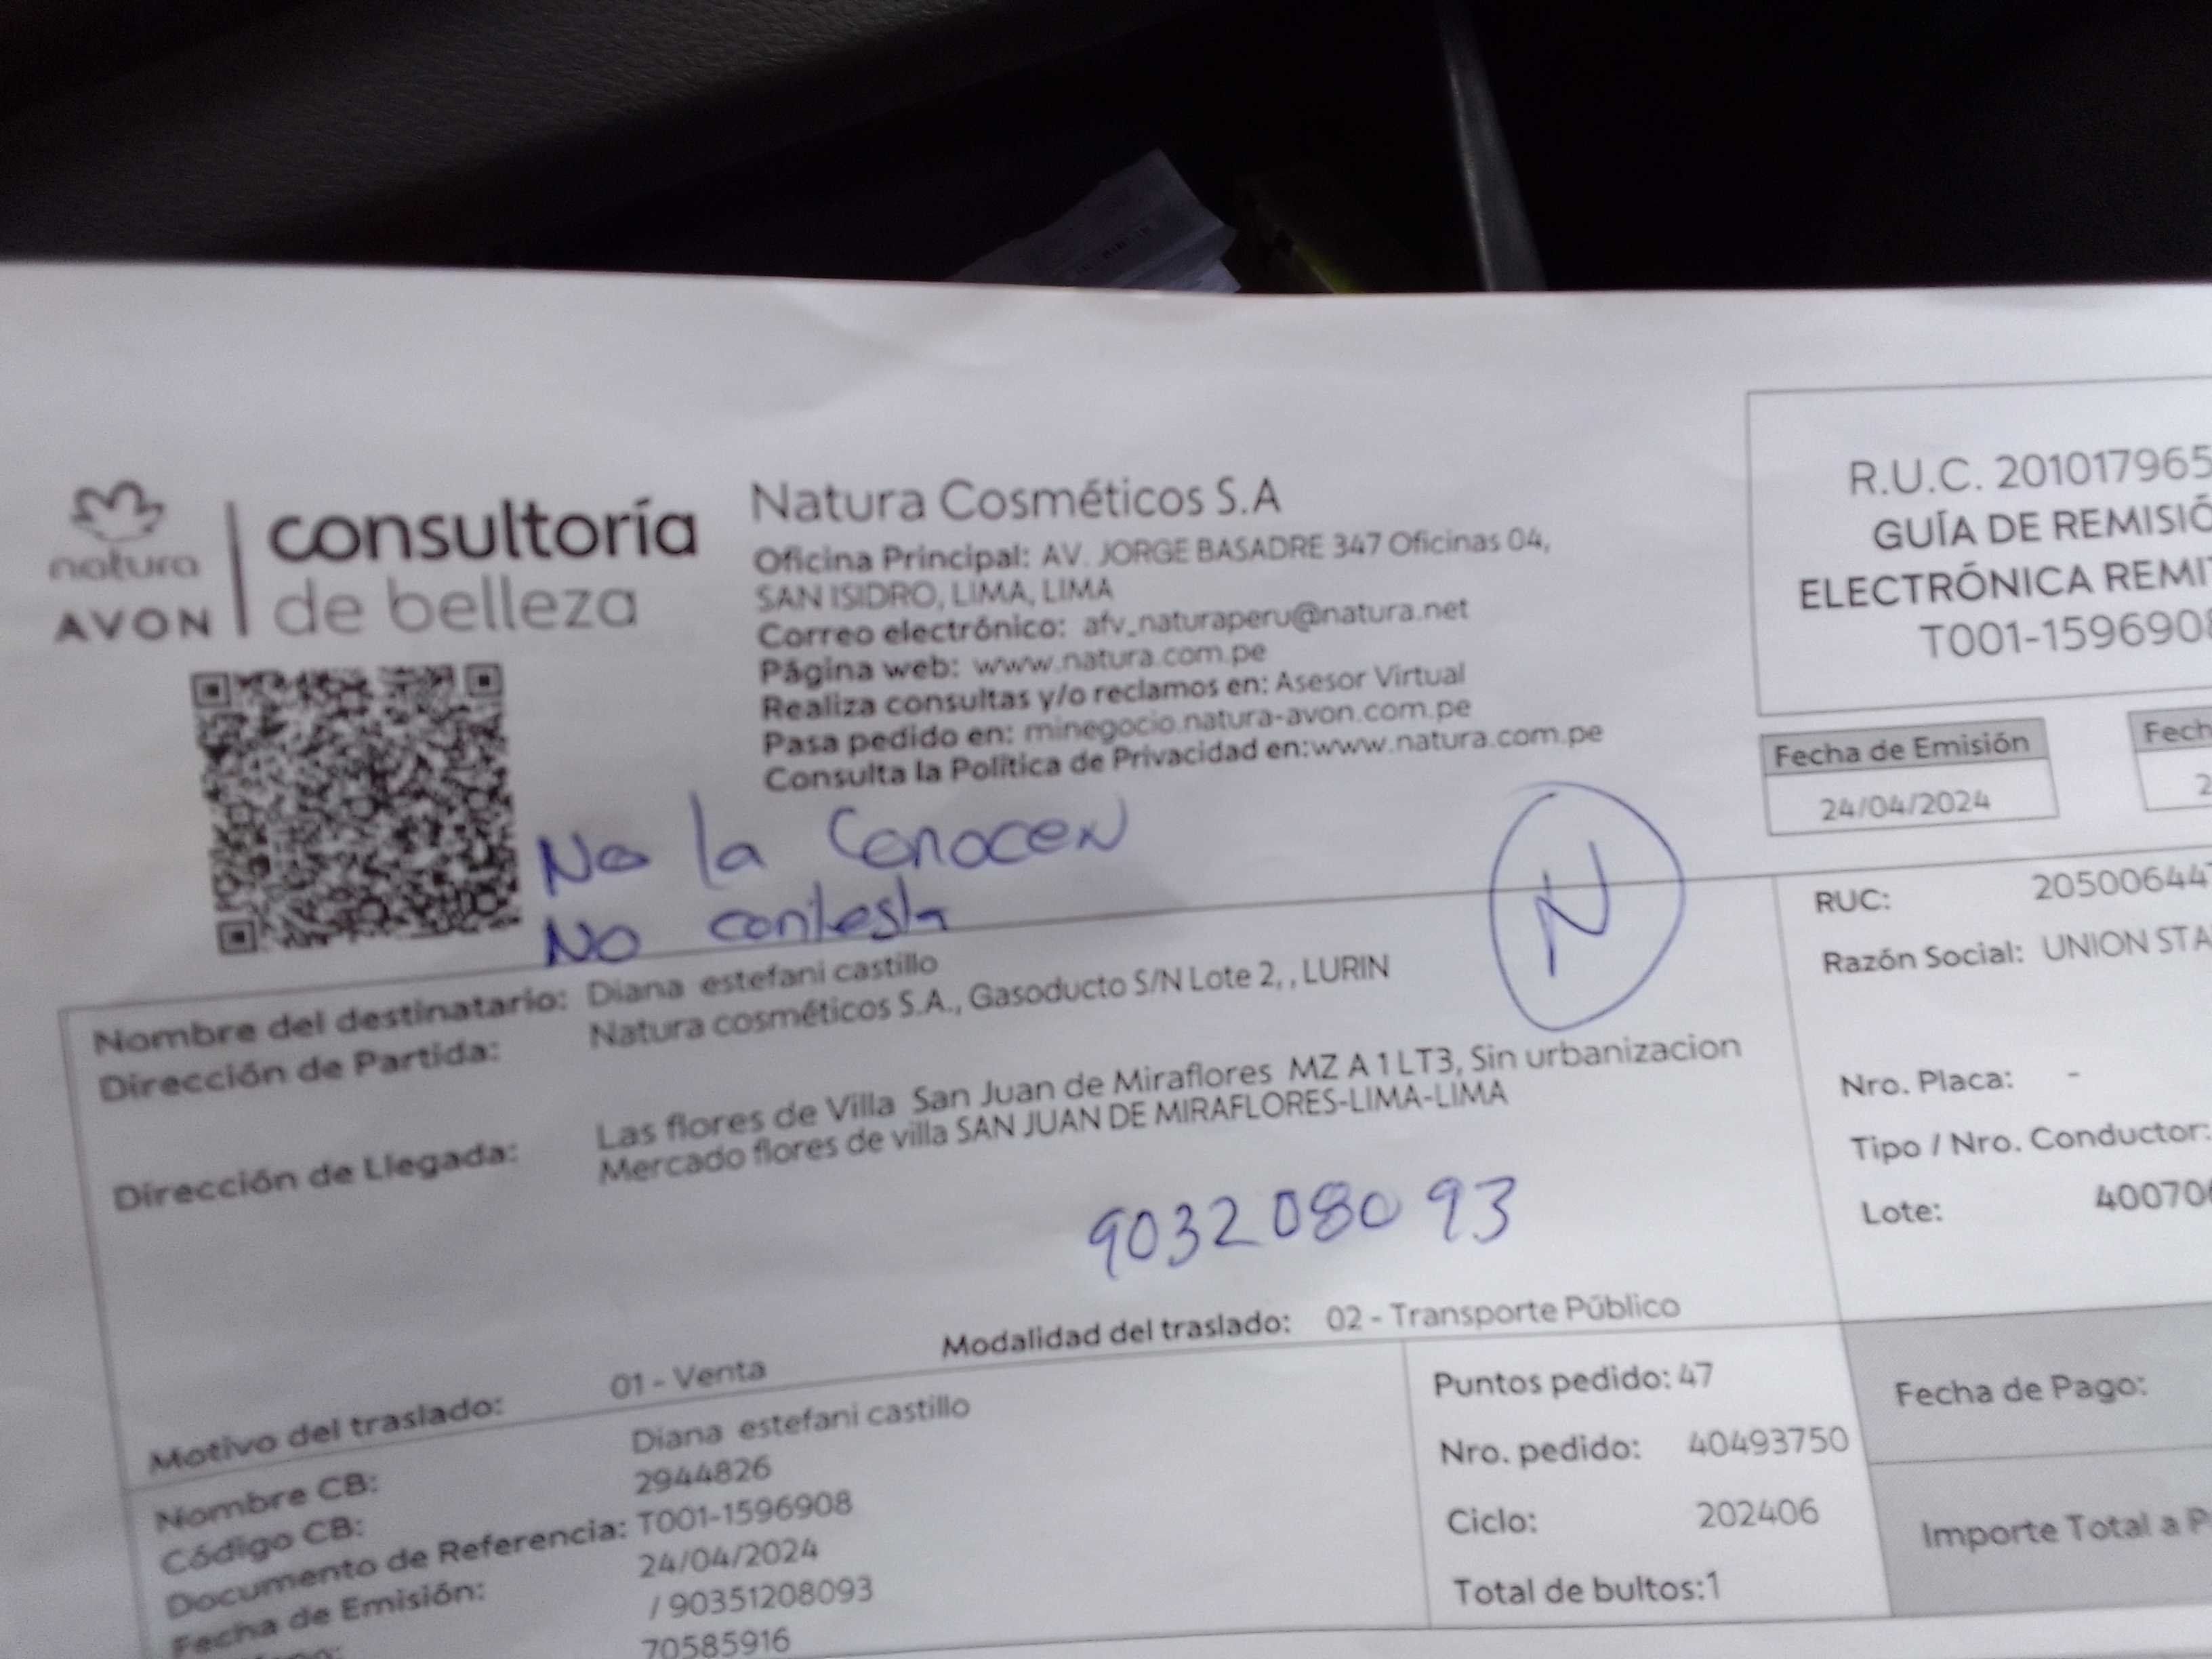 natura
AVON
consultoría
de belleza
Natura Cosméticos S.A
Oficina Principal: AV. JORGE BASADRE 347 Oficinas 04,
SAN ISIDRO, LIMA, LIMA
Correo electrónico: afv_naturaperu@natura.net
Página web: www.natura.com.pe
Realiza consultas y/o reclamos en: Asesor Virtual
Pasa pedido en: minegocio.natura-avon.com.pe
Consulta la Política de Privacidad en:www.natura.com.pe
R.U.C. 201017965
GUÍA DE REMISIÓ
ELECTRÓNICA REMIT
T001-1596908
Fecha de Emisión
24/04/2024
Fech
2
No la Conocen
No contesta
N
Nombre del destinatario: Diana estefani castillo
Dirección de Partida: Natura cosméticos S.A., Gasoducto S/N Lote 2, , LURIN
Dirección de Llegada: Las flores de Villa San Juan de Miraflores MZ A 1 LT3, Sin urbanizacion
Mercado flores de villa SAN JUAN DE MIRAFLORES-LIMA-LIMA
903208093
RUC: 205006447
Razón Social: UNION STA
Nro. Placa: -
Tipo / Nro. Conductor:
Lote: 40070
Motivo del traslado: 01 - Venta
Modalidad del traslado: 02 - Transporte Público
Nombre CB: Diana estefani castillo
Código CB: 2944826
Documento de Referencia: T001-1596908
Fecha de Emisión: 24/04/2024
/ 90351208093
70585916
Puntos pedido: 47
Nro. pedido: 40493750
Ciclo: 202406
Total de bultos:1
Fecha de Pago:
Importe Total a P